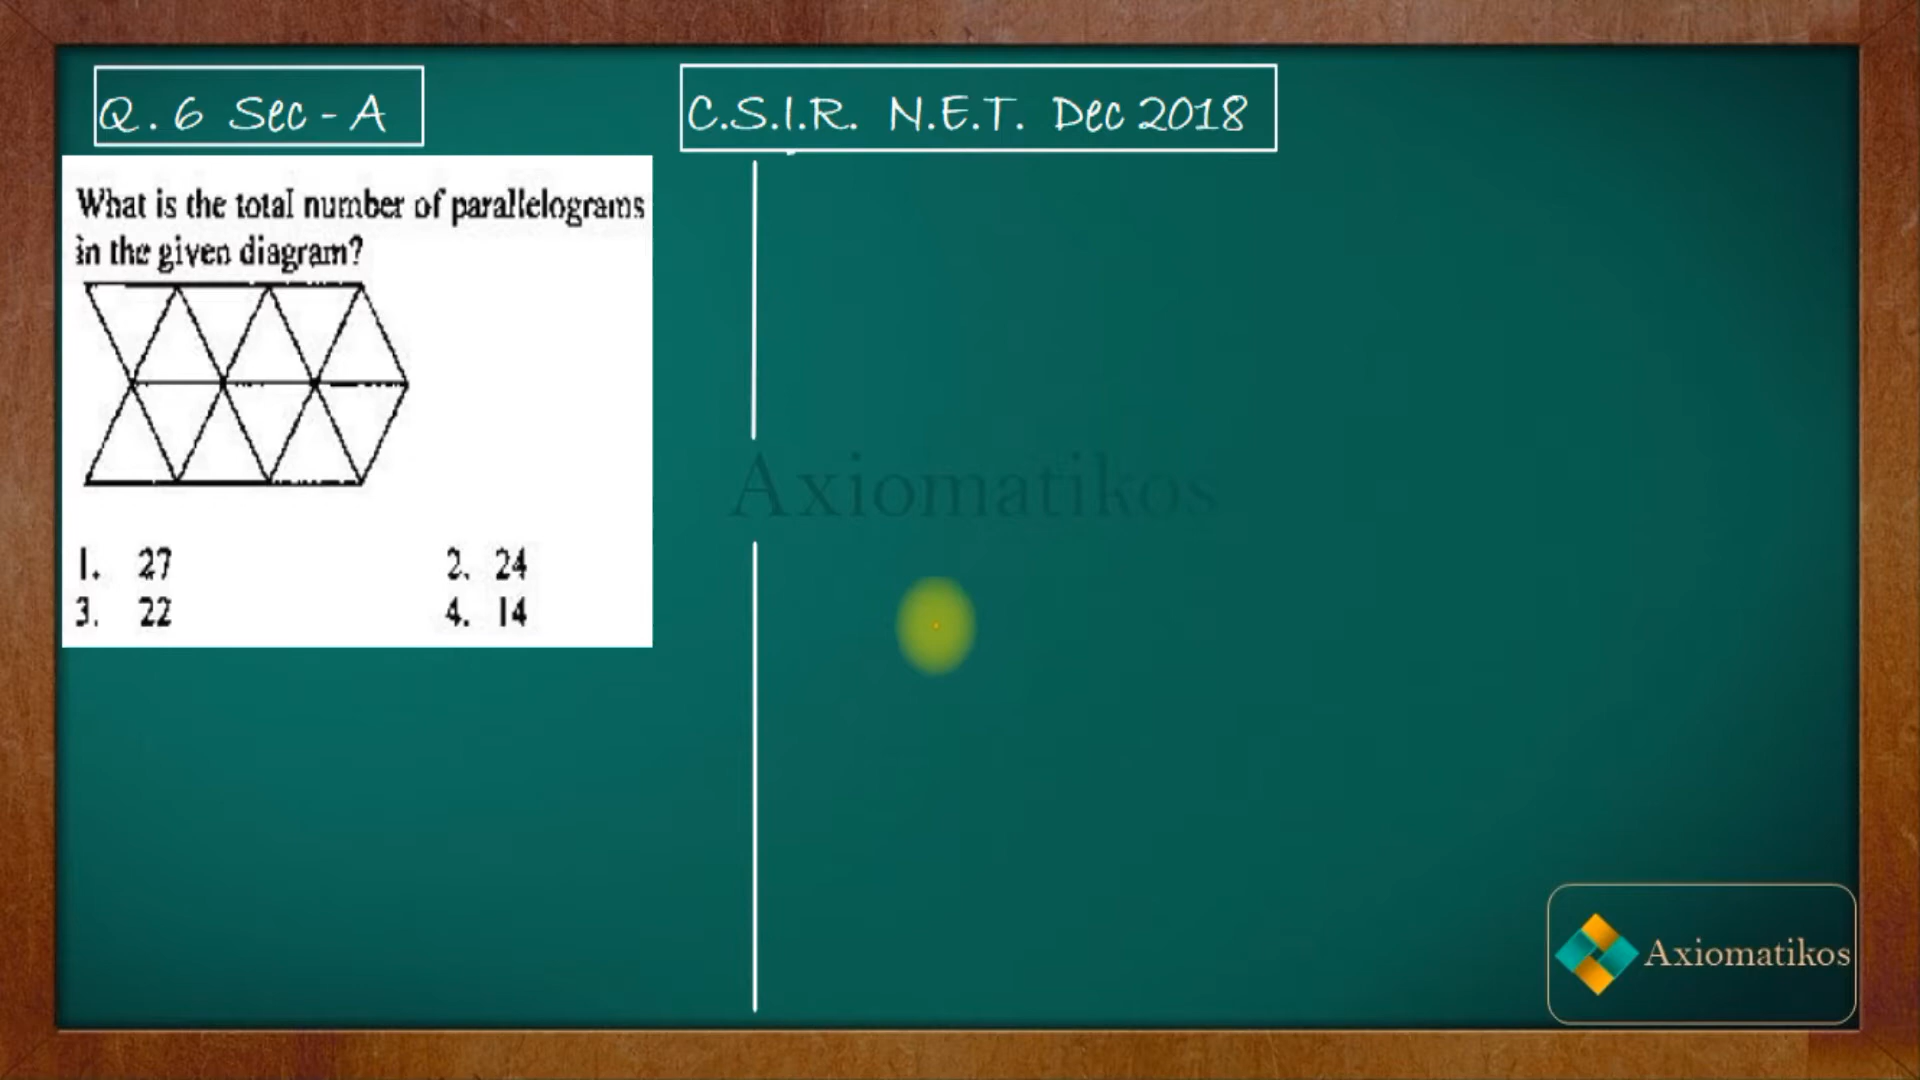 Q. 6 Sec - A
C.S.I.R. N.E.T. Dec 2018
What is the total number of parallelograms
in the given diagram?
1. 27
2. 24
3. 22
4. 14
Axiomatikos
Axiomatikos